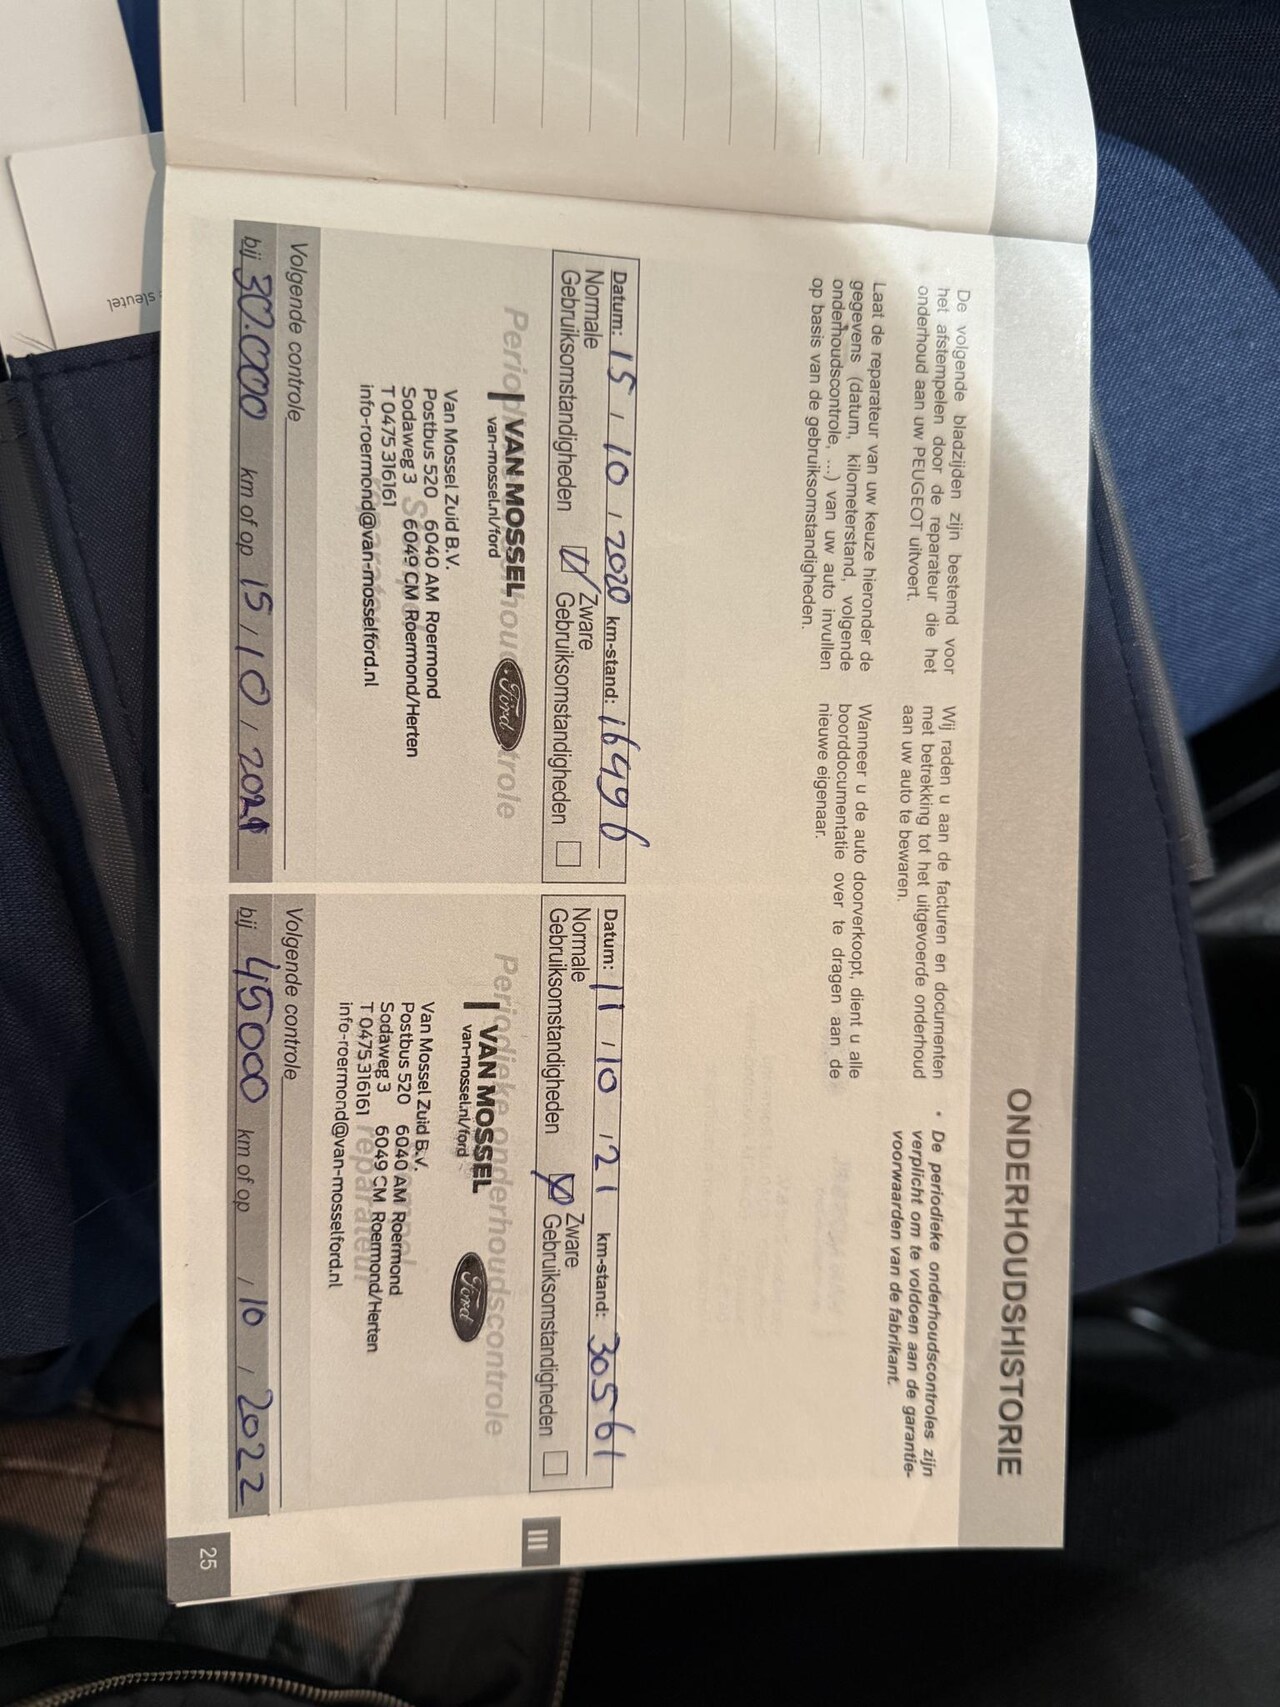 ONDERHOUDSHISTORIE
De volgende bladzijden zijn bestemd voor
het afstempelen door de reparateur die het
onderhoud aan uw PEUGEOT uitvoert.
Laat de reparateur van uw keuze hieronder de
gegevens (datum, kilometerstand, volgende
onderhoudscontrole, ...) van uw auto invullen
op basis van de gebruiksomstandigheden.
Wij raden u aan de facturen en documenten
met betrekking tot het uitgevoerde onderhoud
aan uw auto te bewaren.
Wanneer u de auto doorverkoopt, dient u alle
boorddocumentatie over te dragen aan de
nieuwe eigenaar.
• De periodieke onderhoudscontroles zijn
verplicht om te voldoen aan de garantie-
voorwaarden van de fabrikant.
Datum: 15 / 10 / 2020 km-stand: 16496
Normale
Gebruiksomstandigheden
Zware
Gebruiksomstandigheden
VAN MOSSEL
van-mossel.nl/ford
Ford
Van Mossel Zuid B.V.
Postbus 520 6040 AM Roermond
Sodaweg 3 6049 CM Roermond/Herten
T 0475 316161
info-roermond@van-mosselford.nl
Volgende controle
bij 30.000 km of op 15 / 10 / 2021
Datum: 11 / 10 / 21 km-stand: 30561
Normale
Gebruiksomstandigheden
Zware
Gebruiksomstandigheden
Periodieke onderhoudscontrole
VAN MOSSEL
van-mossel.nl/ford
Ford
Van Mossel Zuid B.V.
Postbus 520 6040 AM Roermond
Sodaweg 3 6049 CM Roermond/Herten
T 0475 316161 reparateur
info-roermond@van-mosselford.nl
Volgende controle
bij 45000 km of op / 10 / 2022
III
25
sleutel